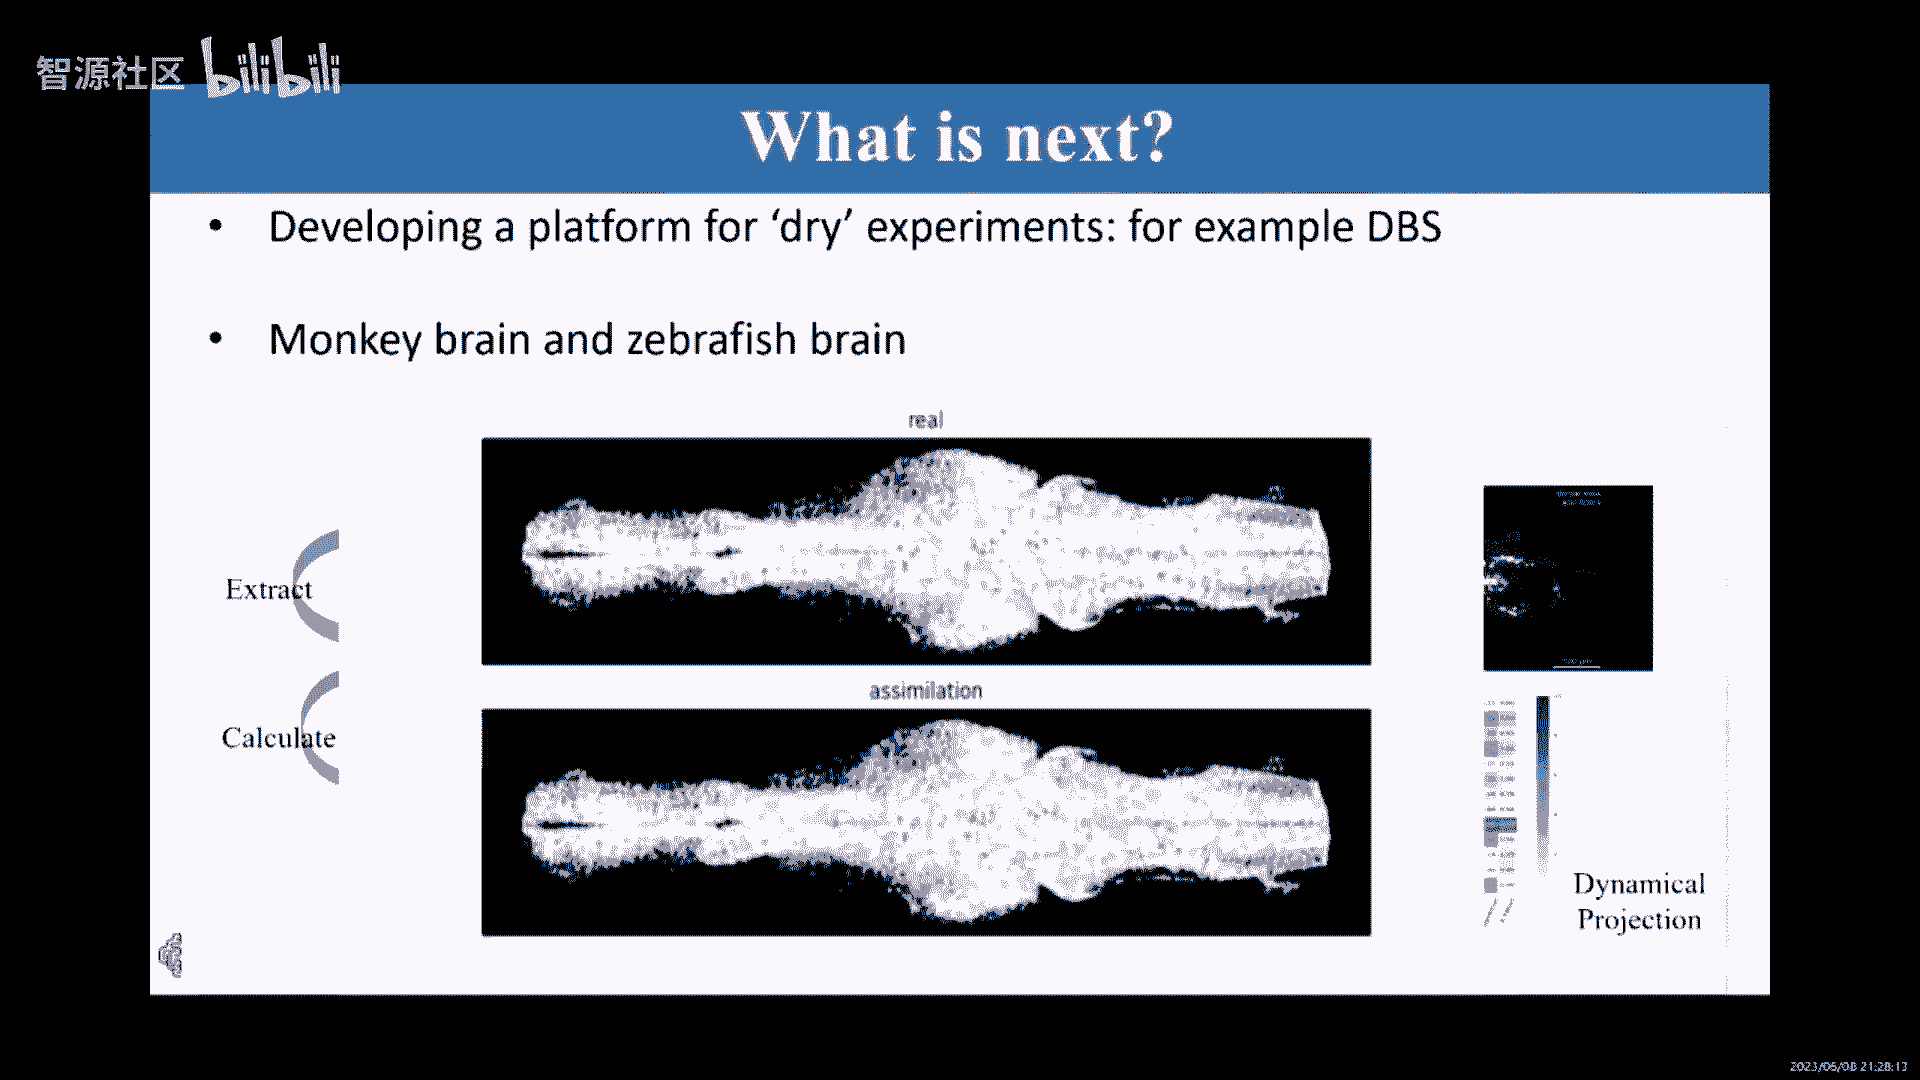 智源社区 bilibili
What is next?
• Developing a platform for ‘dry’ experiments: for example DBS
• Monkey brain and zebrafish brain
real
Extract
assimilation
Calculate
Dynamical
Projection
2023/06/08 21:28:13